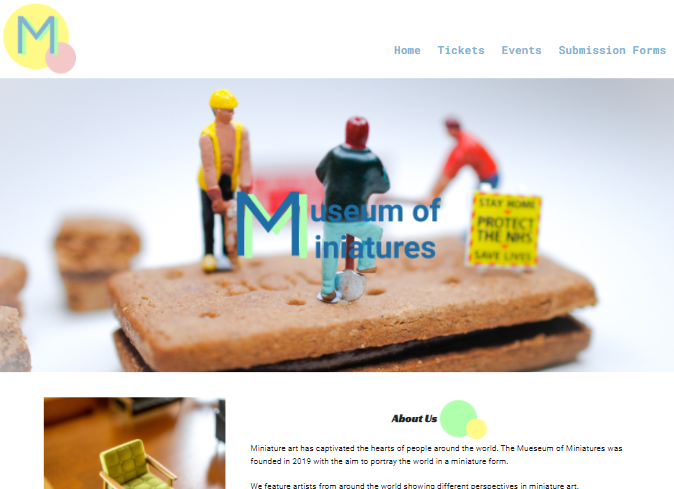 M
Home Tickets Events Submission Forms
Museum of
Miniatures
STAY HOME
PROTECT
THE NHS
SAVE LIVES
About Us
Miniature art has captivated the hearts of people around the world. The Mueseum of Miniatures was
founded in 2019 with the aim to portray the world in a miniature form.
We feature artists from around the world showing different perspectives in miniature art.